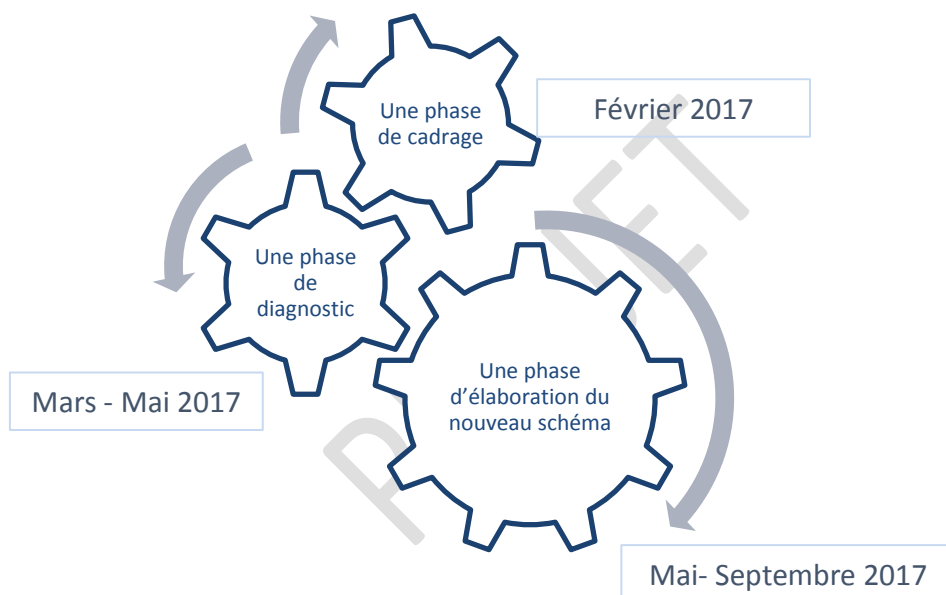 Une phase
de cadrage
Février 2017
Une phase
de
diagnostic
Mars - Mai 2017
Une phase
d'élaboration du
nouveau schéma
Mai- Septembre 2017